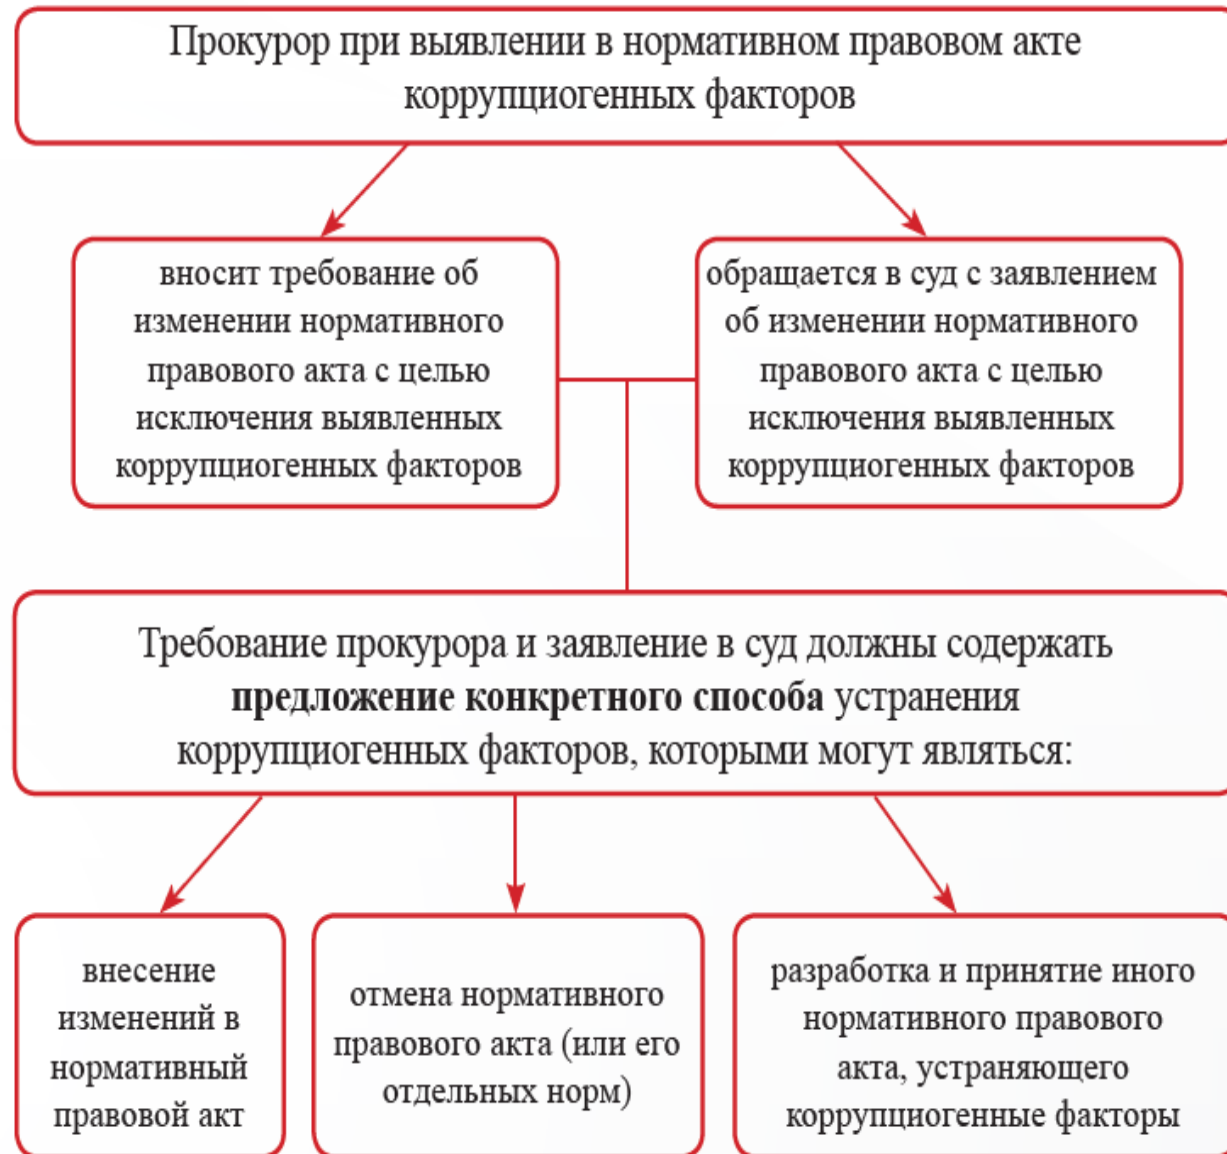 Прокурор при выявлении в нормативном правовом акте
коррупциогенных факторов
вносит требование об
изменении нормативного
правового акта с целью
исключения выявленных
коррупциогенных факторов
обращается в суд с заявлением
об изменении нормативного
правового акта с целью
исключения выявленных
коррупциогенных факторов
Требование прокурора и заявление в суд должны содержать
предложение конкретного способа устранения
коррупциогенных факторов, которыми могут являться:
внесение
изменений в
нормативный
правовой акт
отмена нормативного
правового акта (или его
отдельных норм)
разработка и принятие иного
нормативного правового
акта, устраняющего
коррупциогенные факторы